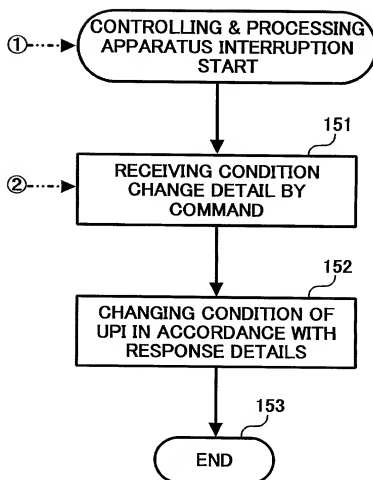 CONTROLLING & PROCESSING
① APPARATUS INTERRUPTION
START
151
RECEIVING CONDITION
② CHANGE DETAIL BY
COMMAND
152
CHANGING CONDITION OF
UPI IN ACCORDANCE WITH
RESPONSE DETAILS
153
END